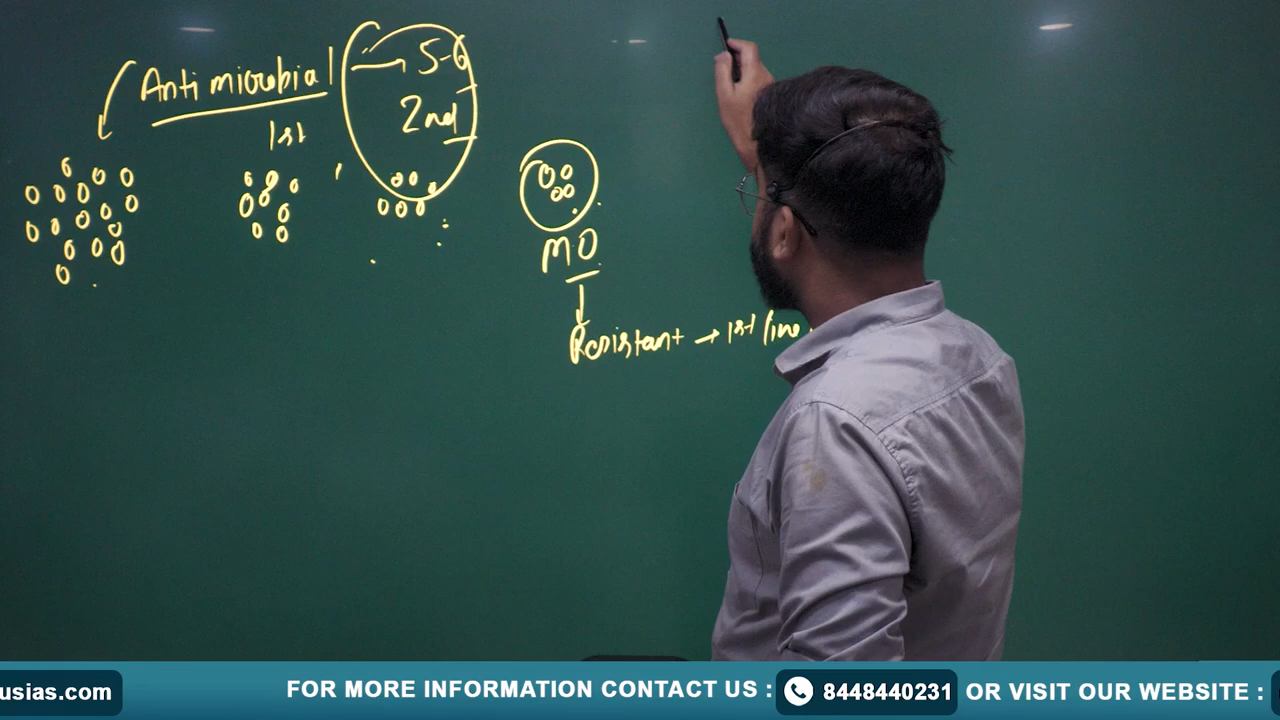 Antimicrobial
5-6
1st
2nd
MO
Resistant → 1st line
usias.com
FOR MORE INFORMATION CONTACT US :
8448440231
OR VISIT OUR WEBSITE :